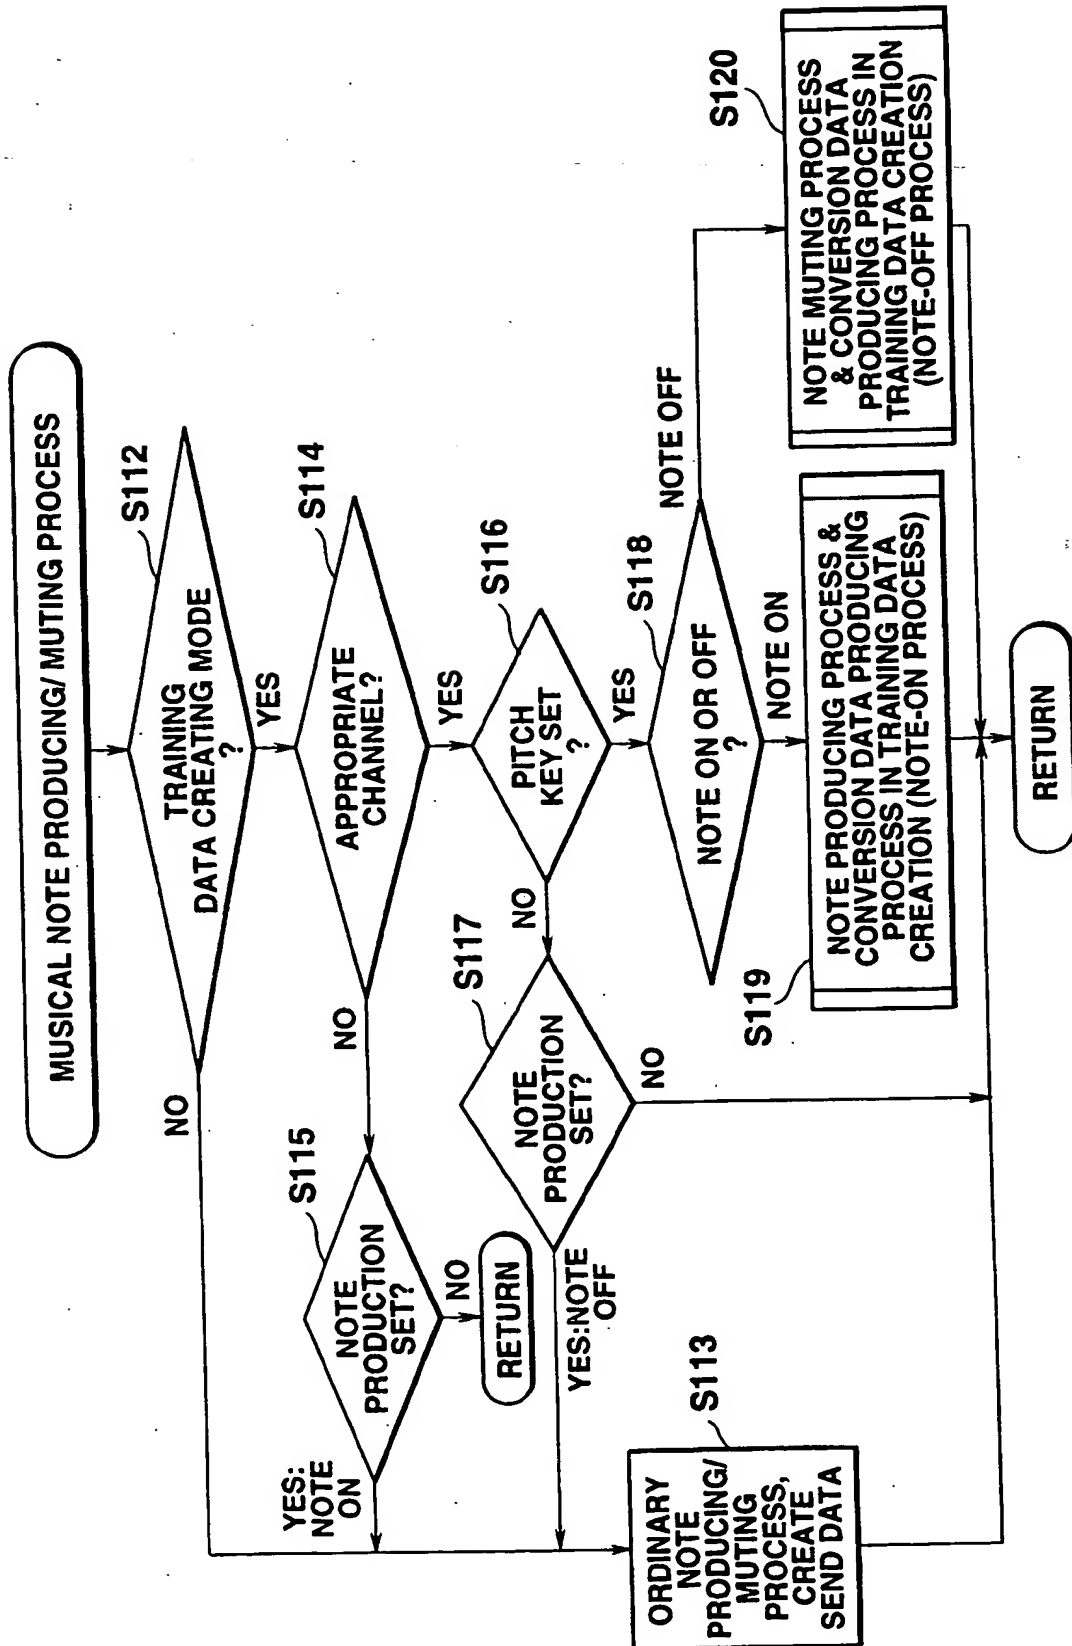 MUSICAL NOTE PRODUCING/ MUTING PROCESS
S112
TRAINING
DATA CREATING MODE
?
NO
YES
S114
APPROPRIATE
CHANNEL?
NO
YES
S115
NOTE
PRODUCTION
SET?
YES:
NOTE
ON
NO
RETURN
S116
PITCH
KEY SET
?
NO
YES
S117
NOTE
PRODUCTION
SET?
YES:NOTE
OFF
NO
S118
NOTE ON OR OFF
?
NOTE OFF
NOTE ON
S113
ORDINARY
NOTE
PRODUCING/
MUTING
PROCESS,
CREATE
SEND DATA
S119
NOTE PRODUCING PROCESS &
CONVERSION DATA PRODUCING
PROCESS IN TRAINING DATA
CREATION (NOTE-ON PROCESS)
S120
NOTE MUTING PROCESS
& CONVERSION DATA
PRODUCING PROCESS IN
TRAINING DATA CREATION
(NOTE-OFF PROCESS)
RETURN